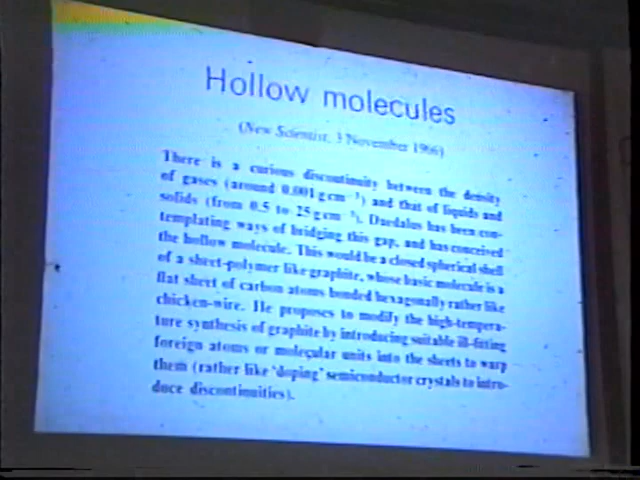 Hollow molecules
(New Scientist, 3 November 1966)
There is a curious discontinuity between the density
of gases (around 0.001 g cm⁻³) and that of liquids and
solids (from 0.5 to 25 g cm⁻³). Daedalus has been con-
templating ways of bridging this gap, and has conceived
the hollow molecule. This would be a closed spherical shell
of a sheet-polymer like graphite, whose basic molecule is a
flat sheet of carbon atoms bonded hexagonally rather like
chicken-wire. He proposes to modify the high-tempera-
ture synthesis of graphite by introducing suitable ill-fitting
foreign atoms or molecular units into the sheets to warp
them (rather like 'doping' semiconductor crystals to intro-
duce discontinuities).